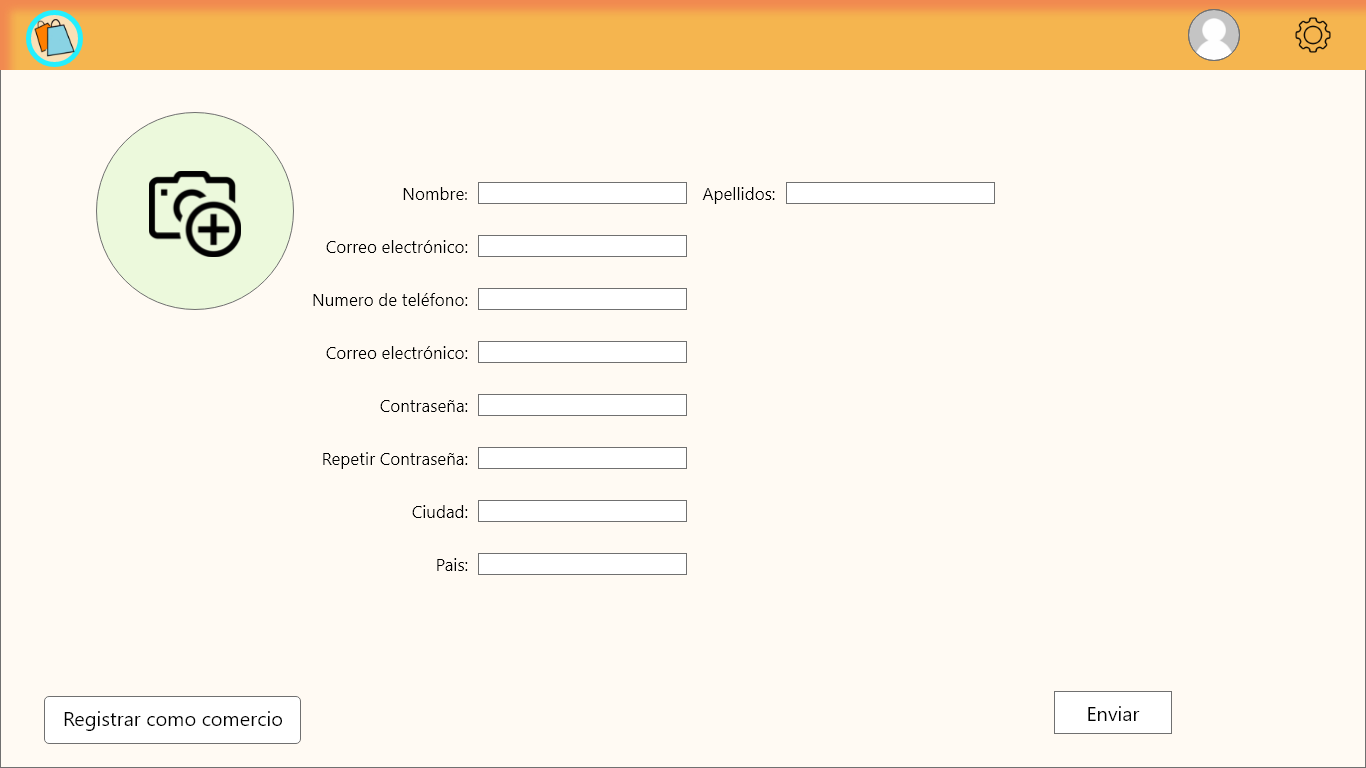 Nombre: Apellidos:
Correo electrónico:
Numero de teléfono:
Correo electrónico:
Contraseña:
Repetir Contraseña:
Ciudad:
Pais:
Registrar como comercio
Enviar